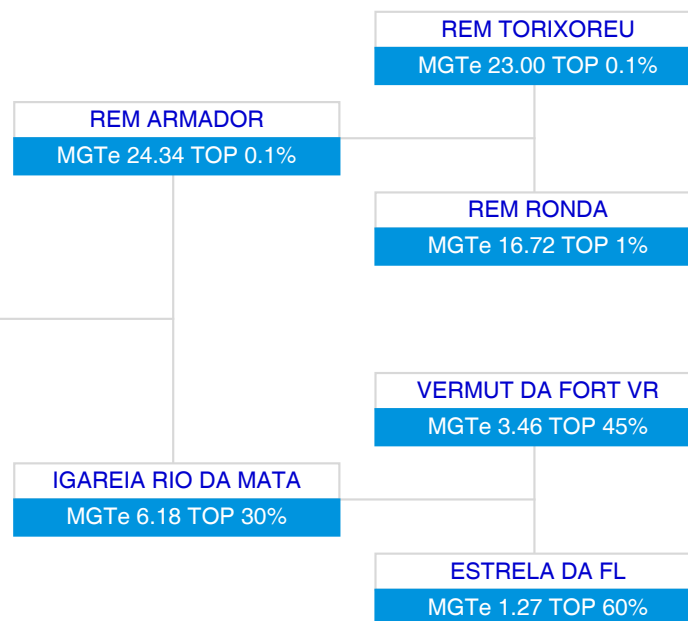 REM TORIXOREU
MGTe 23.00 TOP 0.1%
REM ARMADOR
MGTe 24.34 TOP 0.1%
REM RONDA
MGTe 16.72 TOP 1%
VERMUT DA FORT VR
MGTe 3.46 TOP 45%
IGAREIA RIO DA MATA
MGTe 6.18 TOP 30%
ESTRELA DA FL
MGTe 1.27 TOP 60%